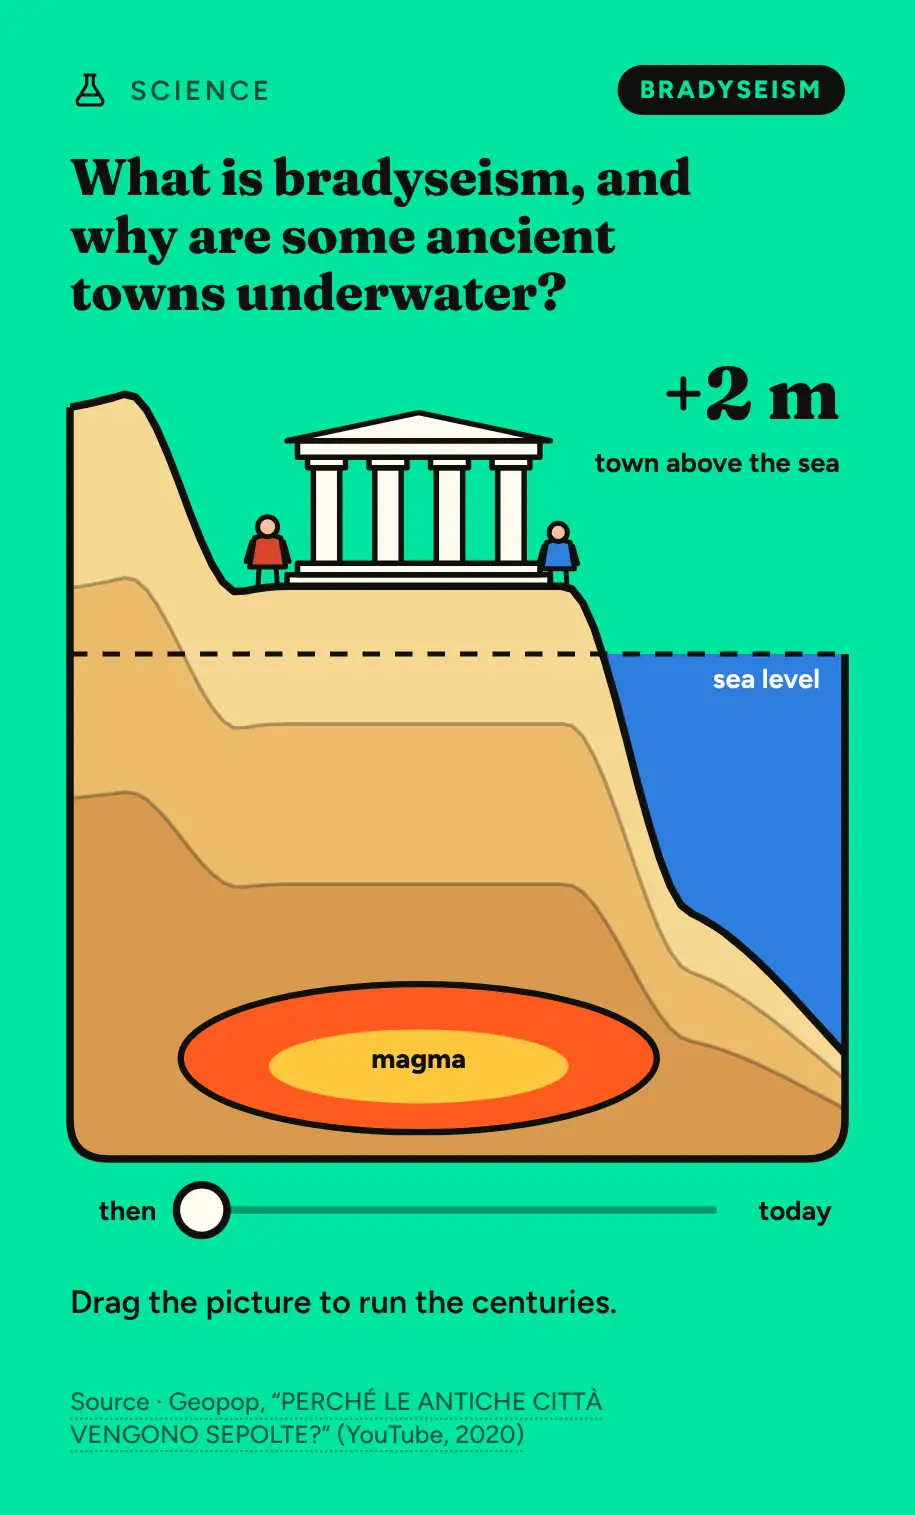 SCIENCE
BRADYSEISM
What is bradyseism, and
why are some ancient
towns underwater?
+2 m
town above the sea
sea level
magma
then
today
Drag the picture to run the centuries.
Source · Geopop, “PERCHÉ LE ANTICHE CITTÀ
VENGONO SEPOLTE?” (YouTube, 2020)